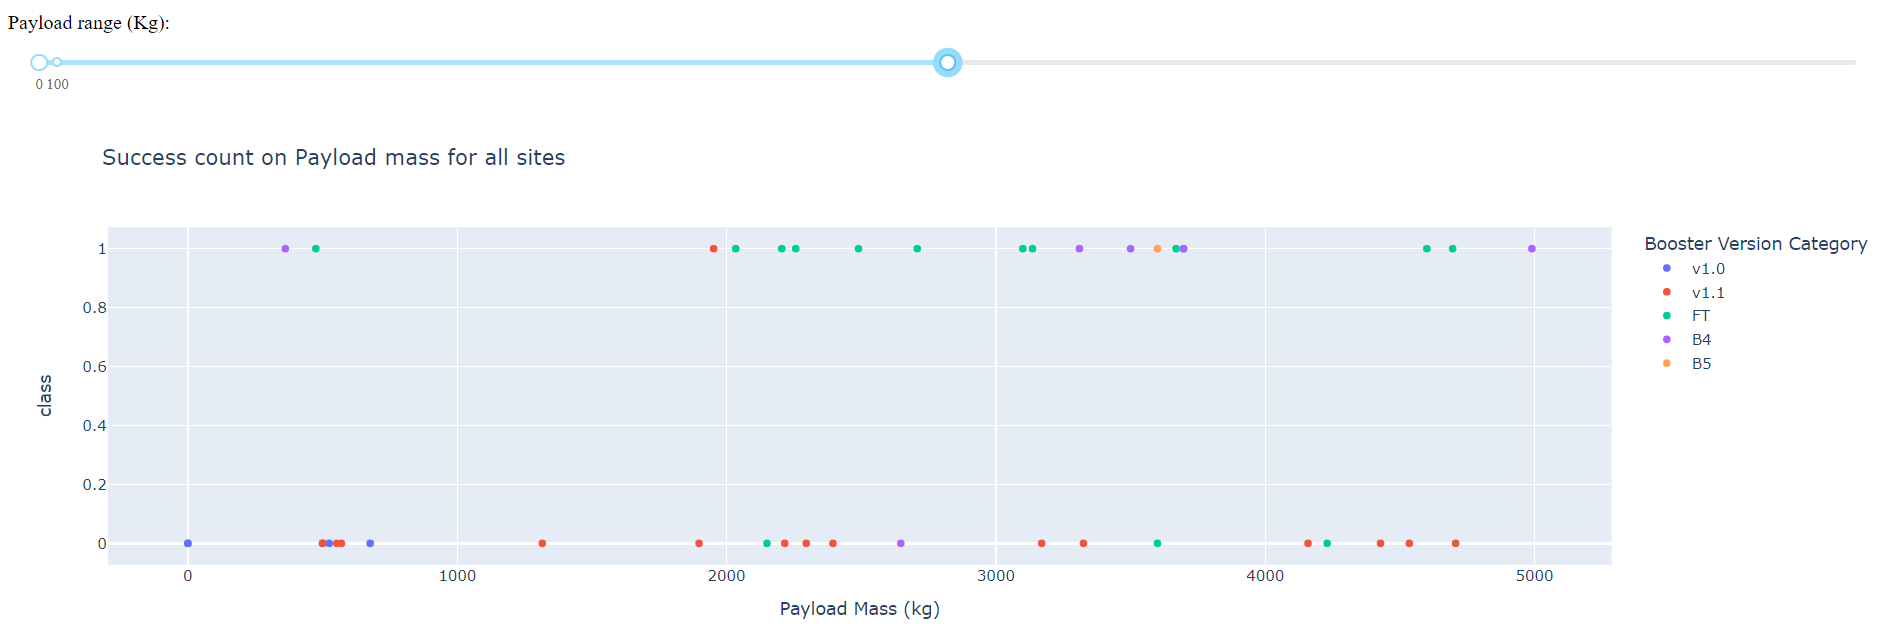 Payload range (Kg):
0 100
Success count on Payload mass for all sites
1
0.8
0.6
0.4
0.2
0
class
0 1000 2000 3000 4000 5000
Payload Mass (kg)
Booster Version Category
v1.0
v1.1
FT
B4
B5